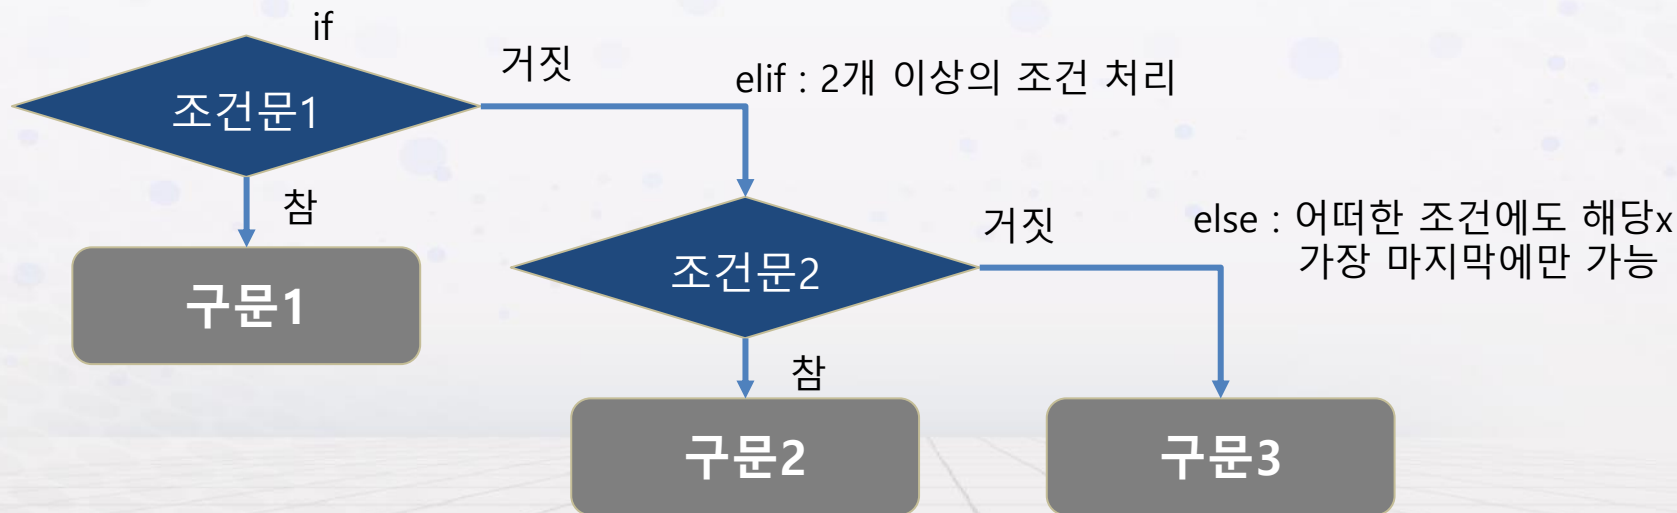 if
조건문1
거짓
elif : 2개 이상의 조건 처리
참
구문1
조건문2
거짓
else : 어떠한 조건에도 해당x
가장 마지막에만 가능
참
구문2
구문3